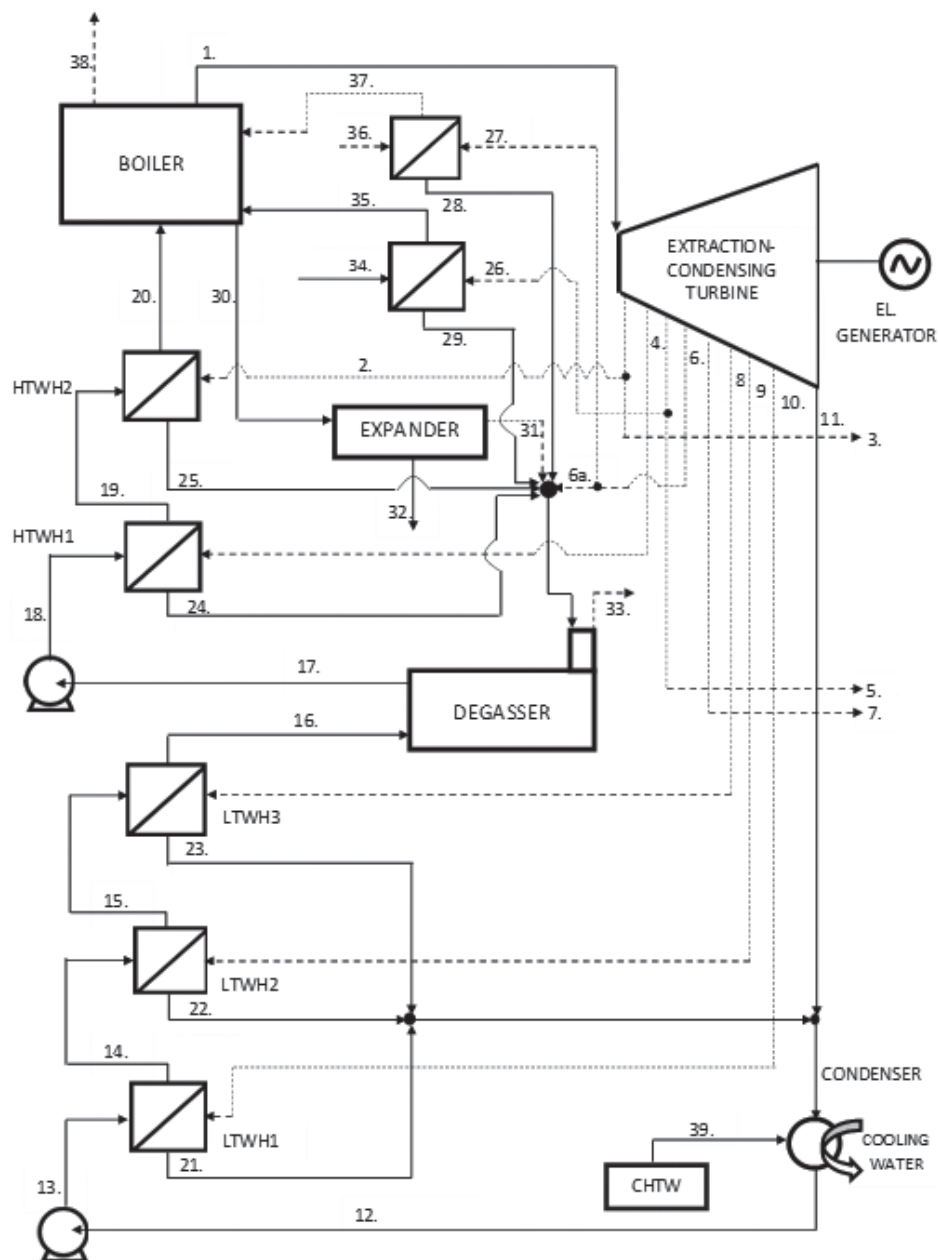 38.
1.
37.
36.
27.
BOILER
35.
28.
EXTRACTION-
CONDENSING
TURBINE
34.
26.
20.
30.
29.
EL.
GENERATOR
4.
6.
2.
8
9
10.
11.
HTWH2
EXPANDER
31.
3.
25.
6a.
19.
32.
HTWH1
24.
33.
18.
17.
5.
DEGASSER
7.
16.
LTWH3
23.
15.
LTWH2
22.
14.
CONDENSER
LTWH1
39.
COOLING
WATER
21.
CHTW
13.
12.